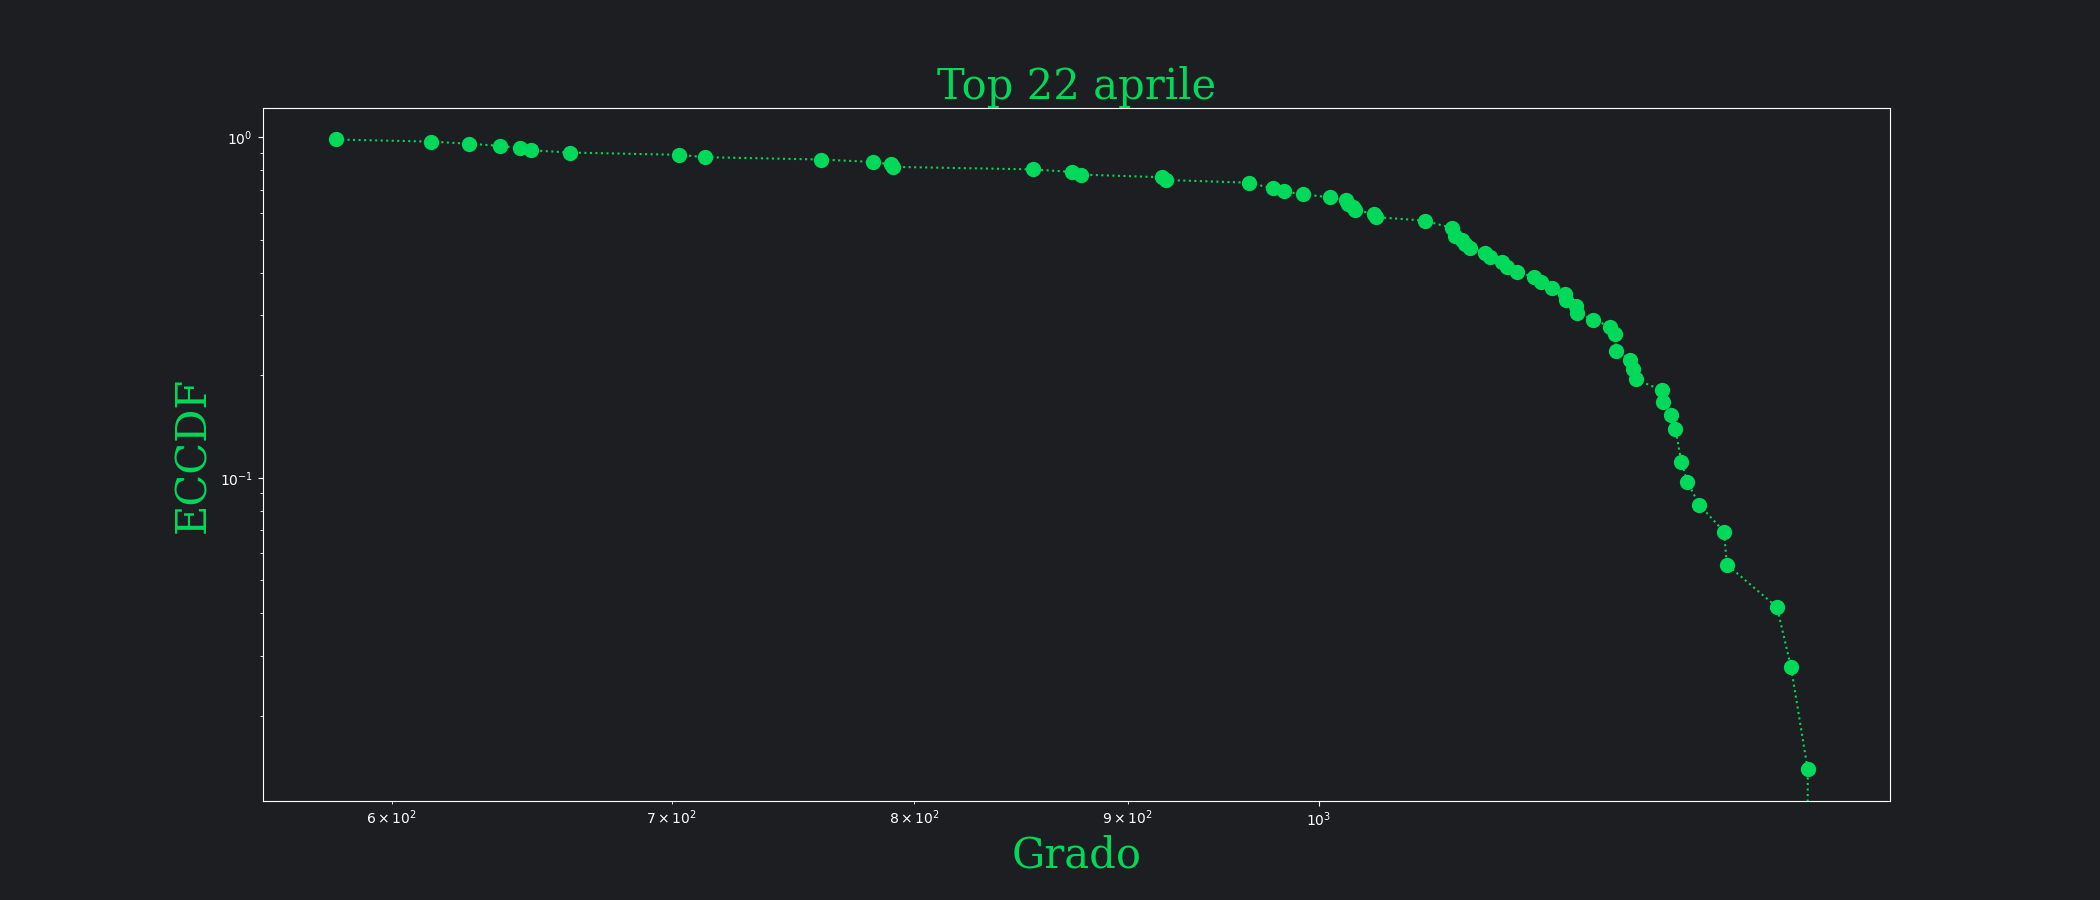 Top 22 aprile
10⁰
10⁻¹
ECCDF
6 × 10² 7 × 10² 8 × 10² 9 × 10² 10³
Grado